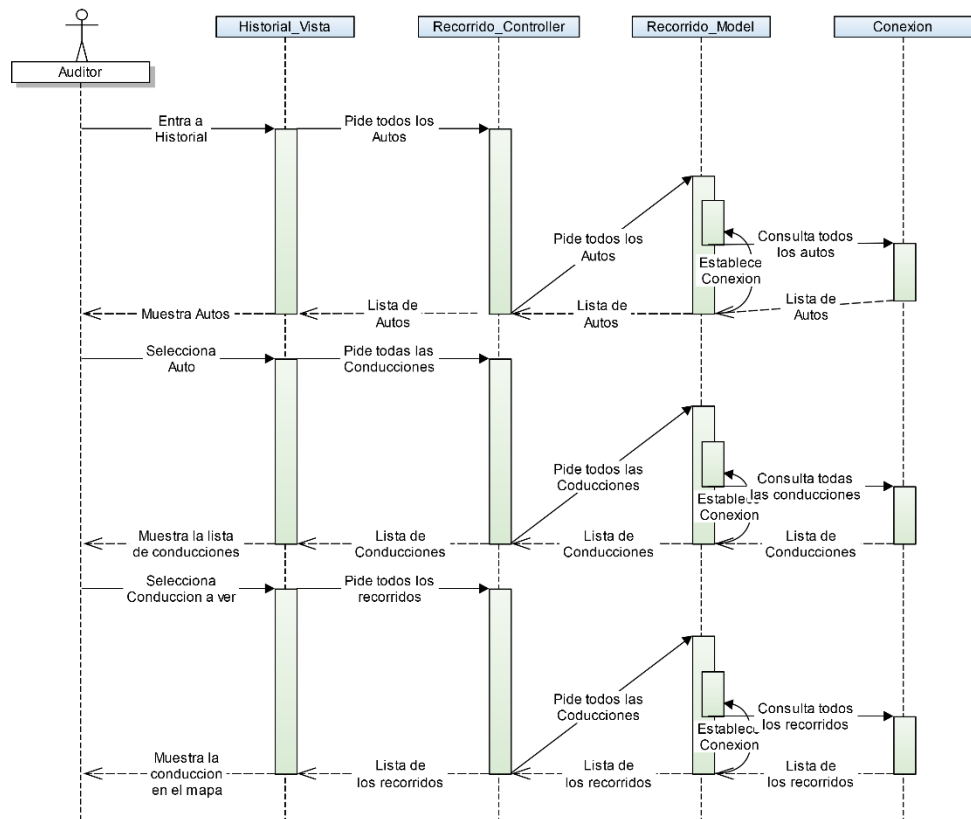 Historial_Vista
Recorrido_Controller
Recorrido_Model
Conexion
Auditor
Entra a
Historial
Pide todos los
Autos
Pide todos los
Autos
Consulta todos
los autos
Establece
Conexion
Muestra Autos
Lista de
Autos
Lista de
Autos
Lista de
Autos
Selecciona
Auto
Pide todas las
Conducciones
Pide todos las
Coducciones
Consulta todas
las conducciones
Establece
Conexion
Muestra la lista
de conducciones
Lista de
Conducciones
Lista de
Conducciones
Lista de
Conducciones
Selecciona
Conduccion a ver
Pide todos los
recorridos
Pide todas las
Coducciones
Consulta todos
los recorridos
Establece
Conexion
Muestra la
conduccion
en el mapa
Lista de
los recorridos
Lista de
los recorridos
Lista de
los recorridos